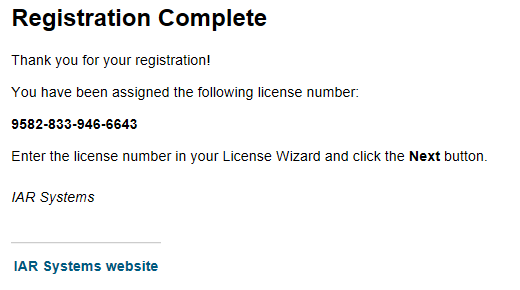 Registration Complete
Thank you for your registration!
You have been assigned the following license number:
9582-833-946-6643
Enter the license number in your License Wizard and click the Next button.
IAR Systems
IAR Systems website